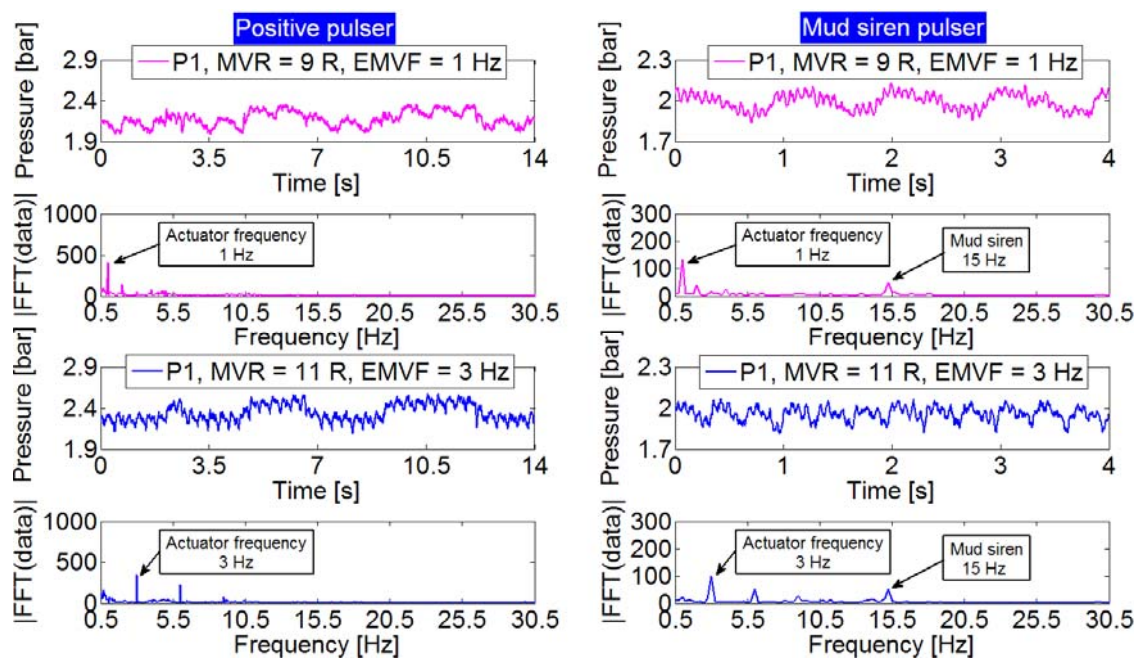 Positive pulser
Pressure [bar]
2.9
2.4
1.9
P1, MVR = 9 R, EMVF = 1 Hz
0 3.5 7 10.5 14
Time [s]
|FFT(data)|
1000
500
0
Actuator frequency
1 Hz
0.5 5.5 10.5 15.5 20.5 25.5 30.5
Frequency [Hz]
Pressure [bar]
2.9
2.4
1.9
P1, MVR = 11 R, EMVF = 3 Hz
0 3.5 7 10.5 14
Time [s]
|FFT(data)|
1000
500
0
Actuator frequency
3 Hz
0.5 5.5 10.5 15.5 20.5 25.5 30.5
Frequency [Hz]
Mud siren pulser
Pressure [bar]
2.3
2
1.7
P1, MVR = 9 R, EMVF = 1 Hz
0 1 2 3 4
Time [s]
|FFT(data)|
300
200
100
0
Actuator frequency
1 Hz
Mud siren
15 Hz
0.5 5.5 10.5 15.5 20.5 25.5 30.5
Frequency [Hz]
Pressure [bar]
2.3
2
1.7
P1, MVR = 11 R, EMVF = 3 Hz
0 1 2 3 4
Time [s]
|FFT(data)|
300
200
100
0
Actuator frequency
3 Hz
Mud siren
15 Hz
0.5 5.5 10.5 15.5 20.5 25.5 30.5
Frequency [Hz]